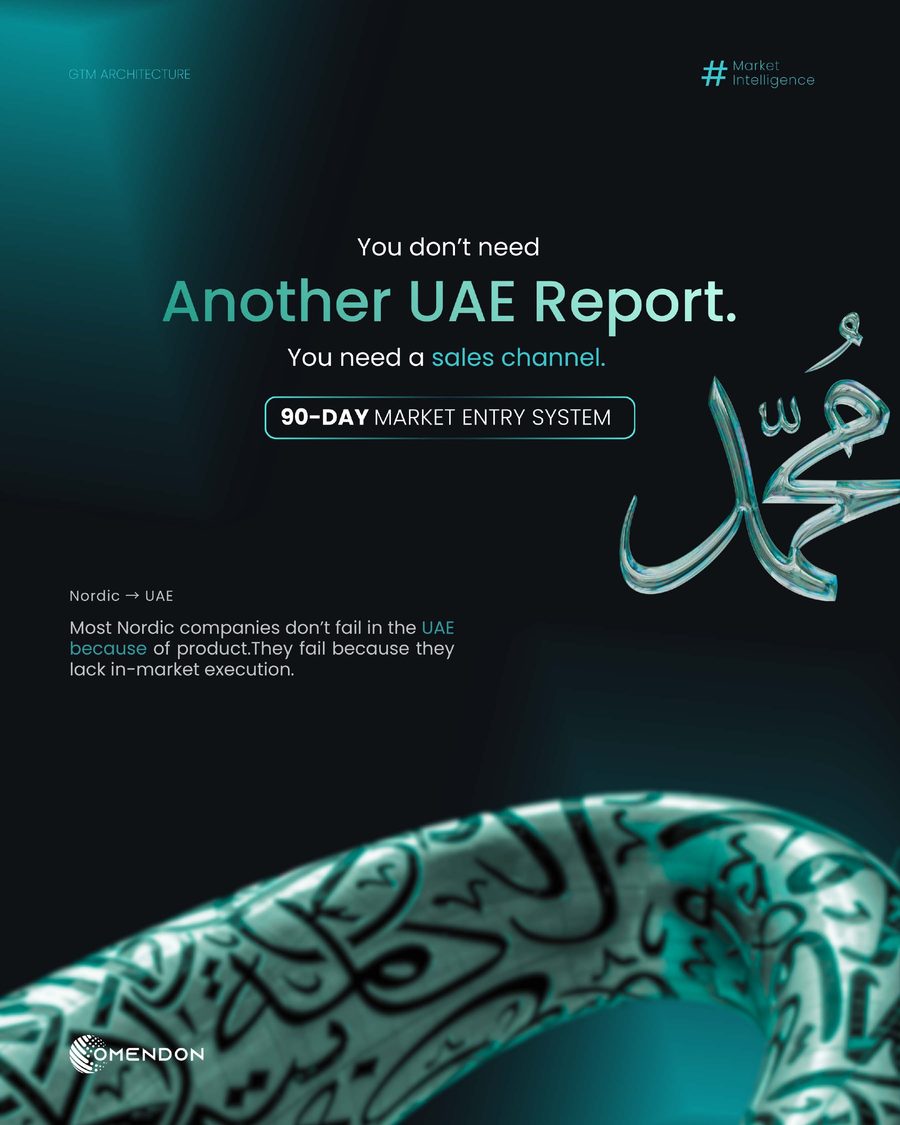 GTM ARCHITECTURE
# Market
Intelligence
You don't need
Another UAE Report.
You need a sales channel.
90-DAY MARKET ENTRY SYSTEM
محمد
Nordic → UAE
Most Nordic companies don't fail in the UAE
because of product.They fail because they
lack in-market execution.
OMENDON